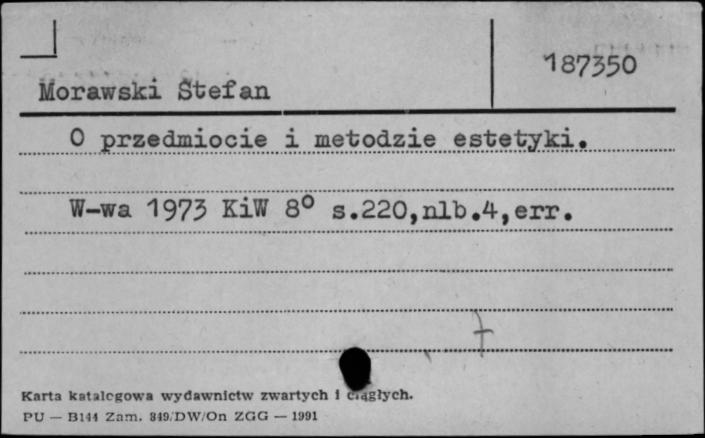 187350
Morawski Stefan
O przedmiocie i metodzie estetyki.
W-wa 1973 KiW 8° s.220,nlb.4,err.
7
Karta katalogowa wydawnictw zwartych i ciągłych.
PU — B144 Zam. 849/DW/On ZGG — 1991